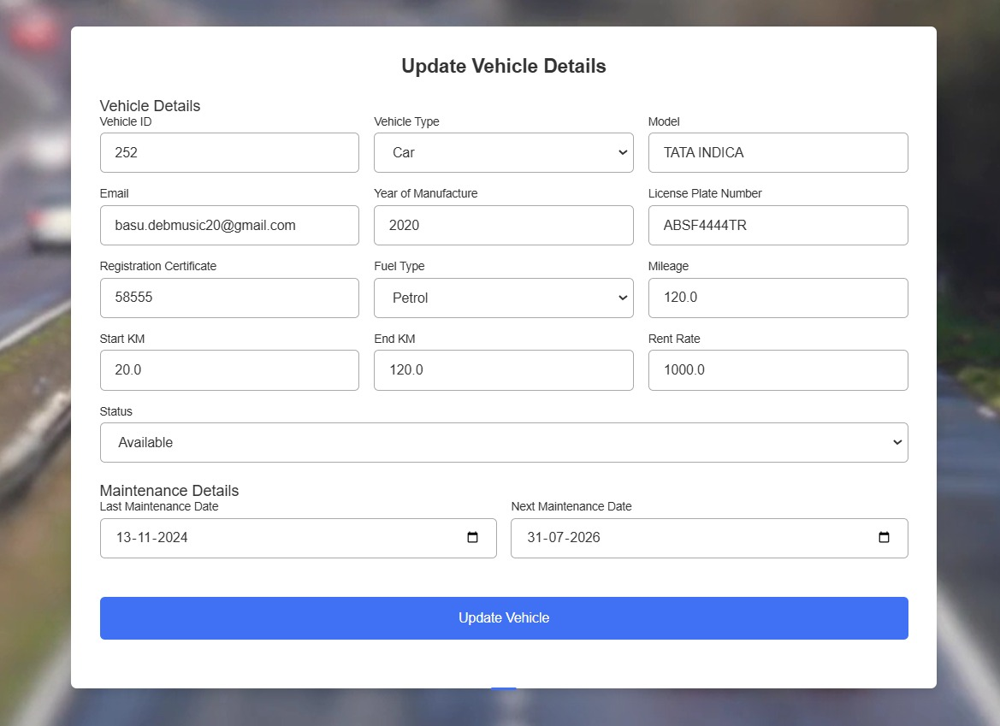 Update Vehicle Details
Vehicle Details
Vehicle ID Vehicle Type Model
252 Car TATA INDICA
Email Year of Manufacture License Plate Number
basu.debmusic20@gmail.com 2020 ABSF4444TR
Registration Certificate Fuel Type Mileage
58555 Petrol 120.0
Start KM End KM Rent Rate
20.0 120.0 1000.0
Status
Available
Maintenance Details
Last Maintenance Date Next Maintenance Date
13-11-2024 31-07-2026
Update Vehicle